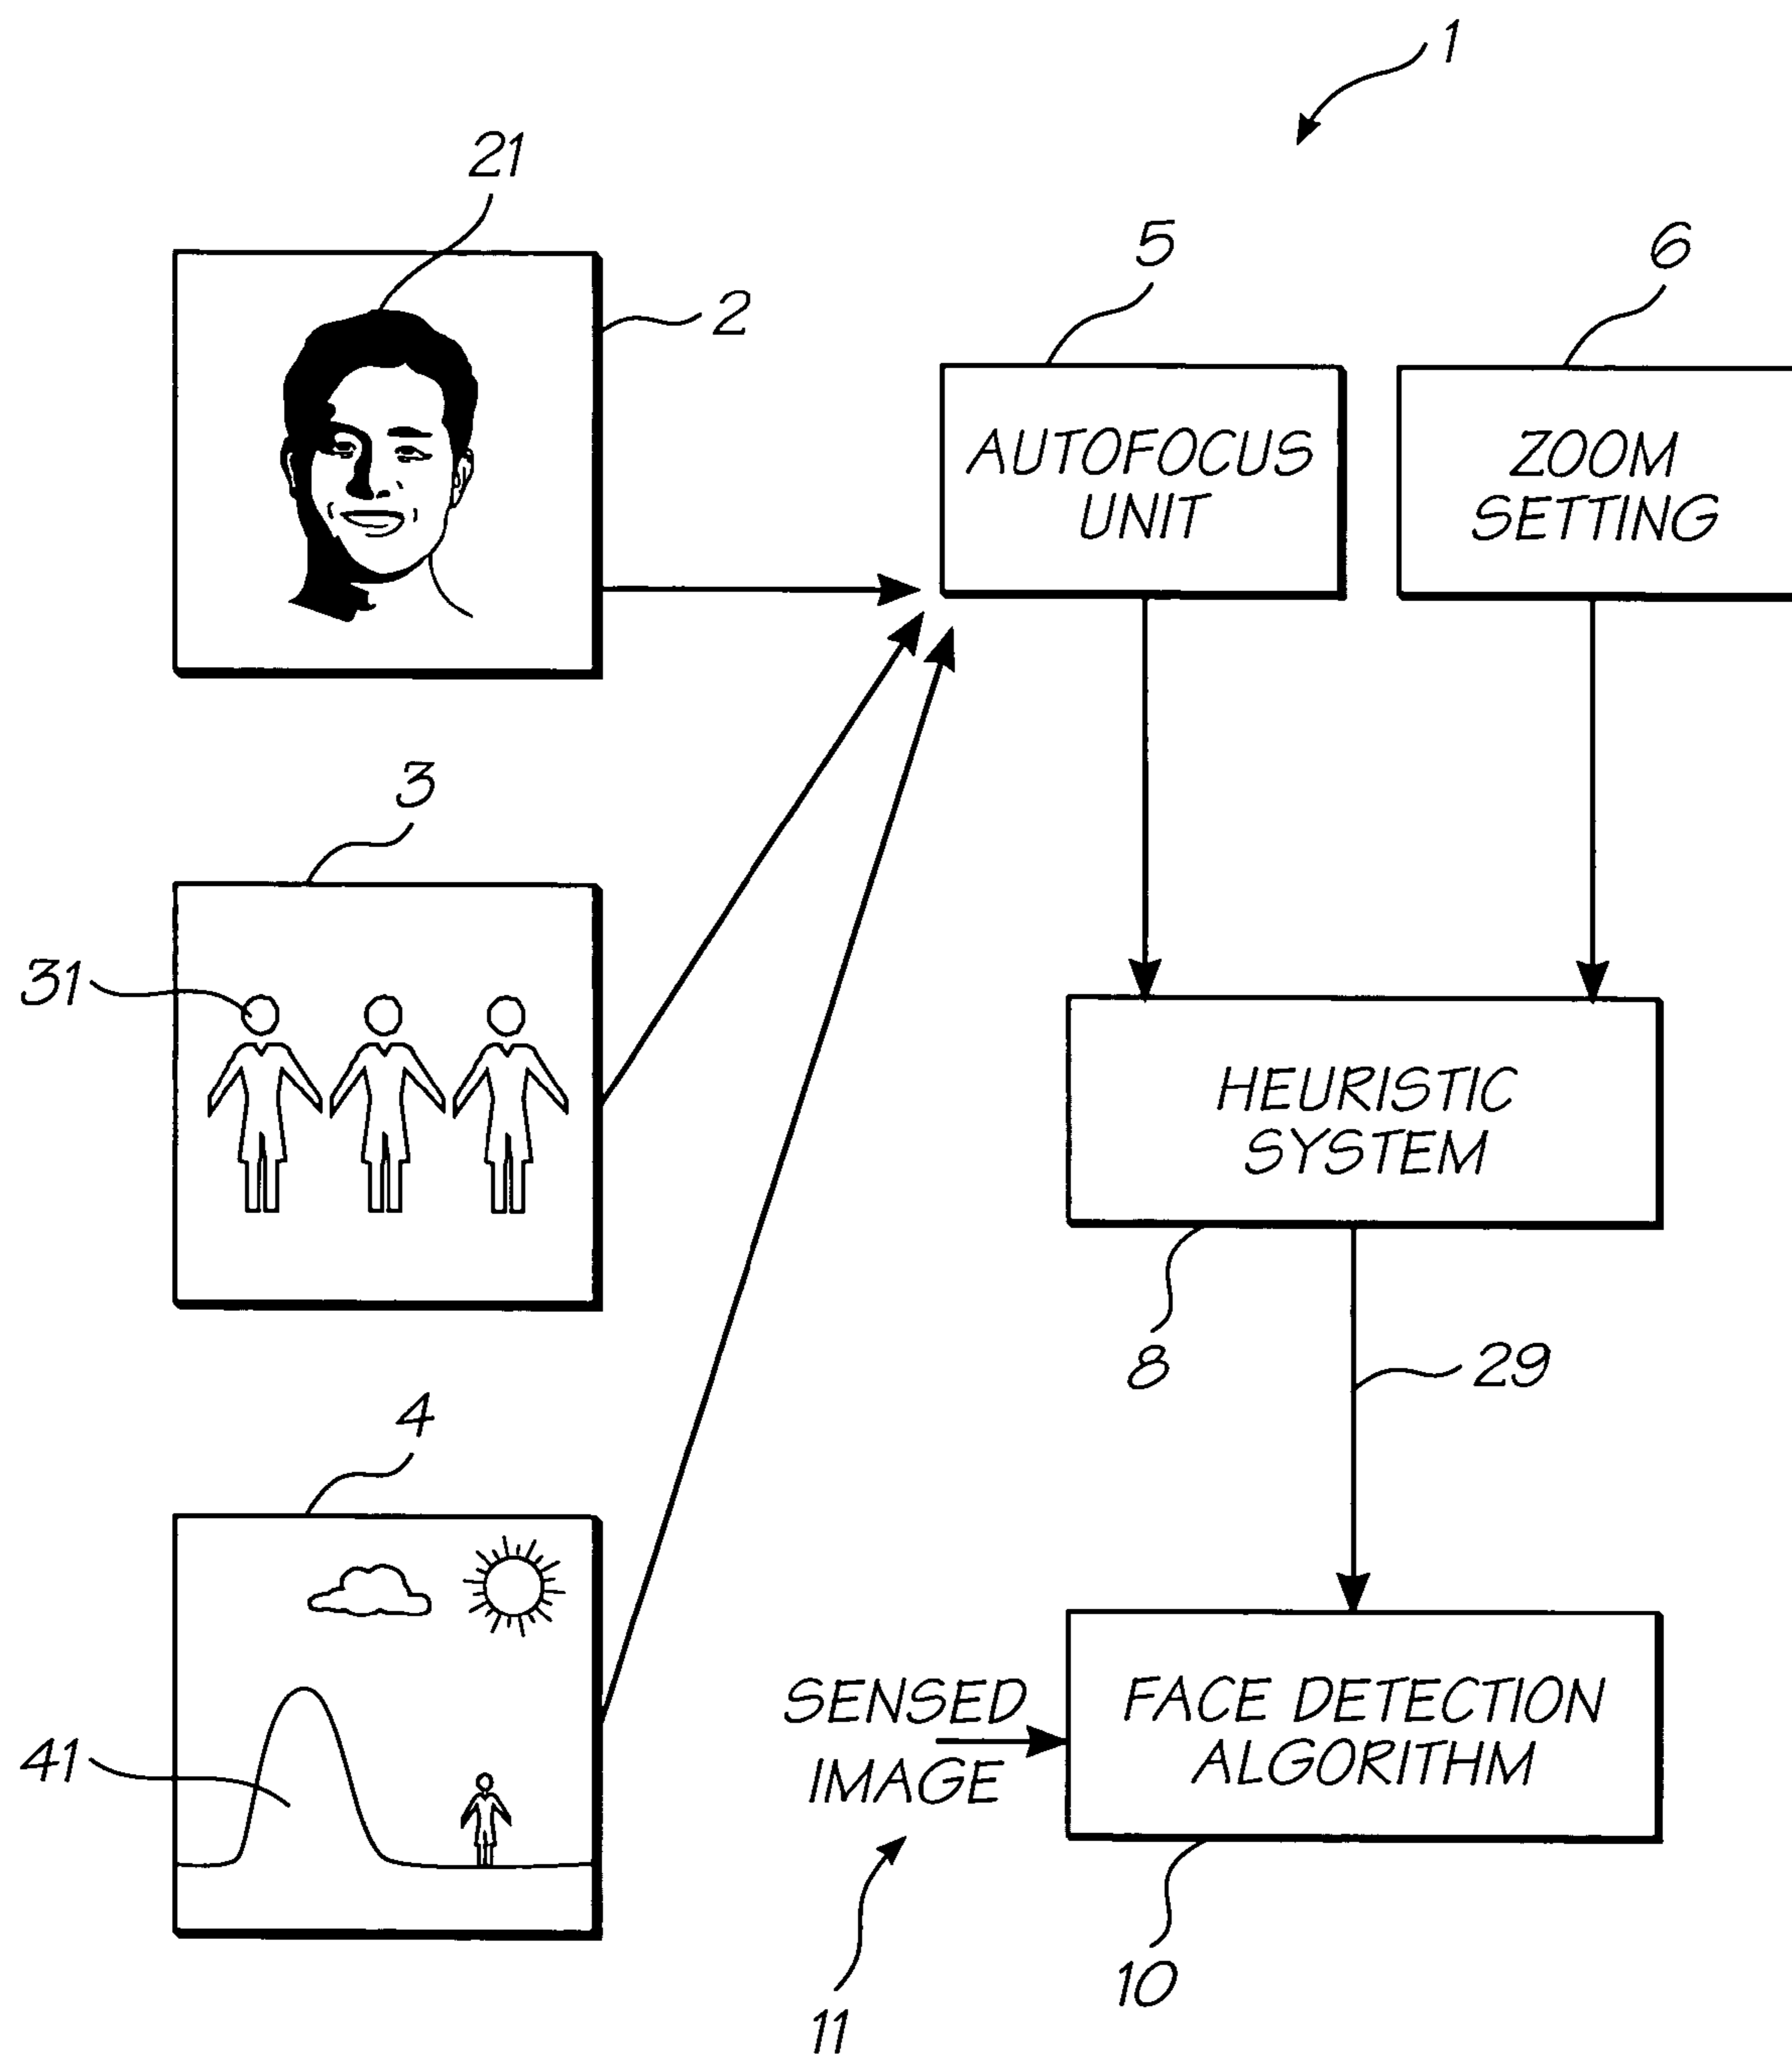 1
21
2
5
6
AUTOFOCUS
UNIT
ZOOM
SETTING
3
31
HEURISTIC
SYSTEM
8
29
4
41
SENSED
IMAGE
FACE DETECTION
ALGORITHM
10
11